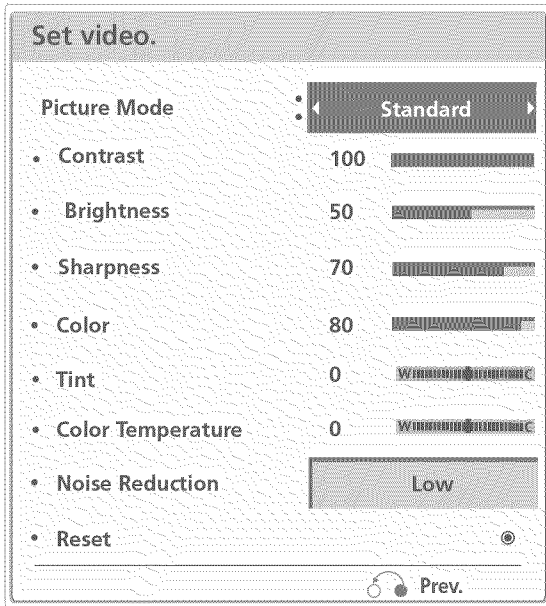 Set video.
Picture Mode : Standard
• Contrast 100
• Brightness 50
• Sharpness 70
• Color 80
• Tint 0 W C
• Color Temperature 0 W C
• Noise Reduction Low
• Reset
Prev.